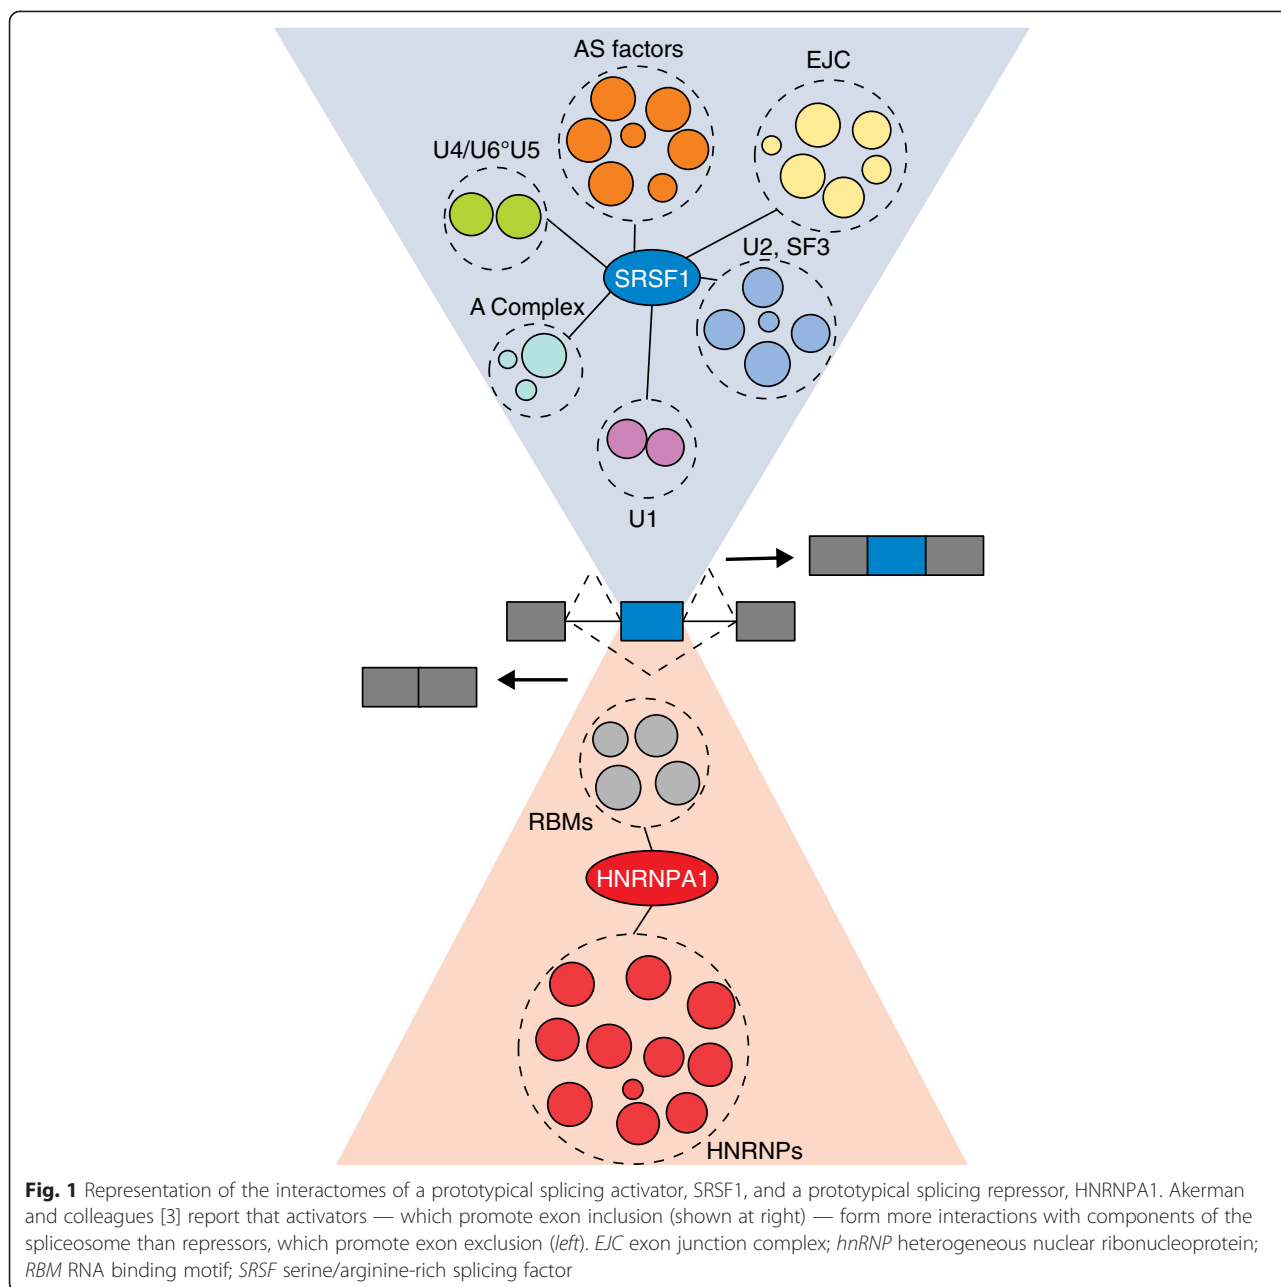 AS factors
EJC
U4/U6°U5
U2, SF3
SRSF1
A Complex
U1
RBMs
HNRNPA1
HNRNPs
Fig. 1 Representation of the interactomes of a prototypical splicing activator, SRSF1, and a prototypical splicing repressor, HNRNPA1. Akerman
and colleagues [3] report that activators — which promote exon inclusion (shown at right) — form more interactions with components of the
spliceosome than repressors, which promote exon exclusion (left). EJC exon junction complex; hnRNP heterogeneous nuclear ribonucleoprotein;
RBM RNA binding motif; SRSF serine/arginine-rich splicing factor